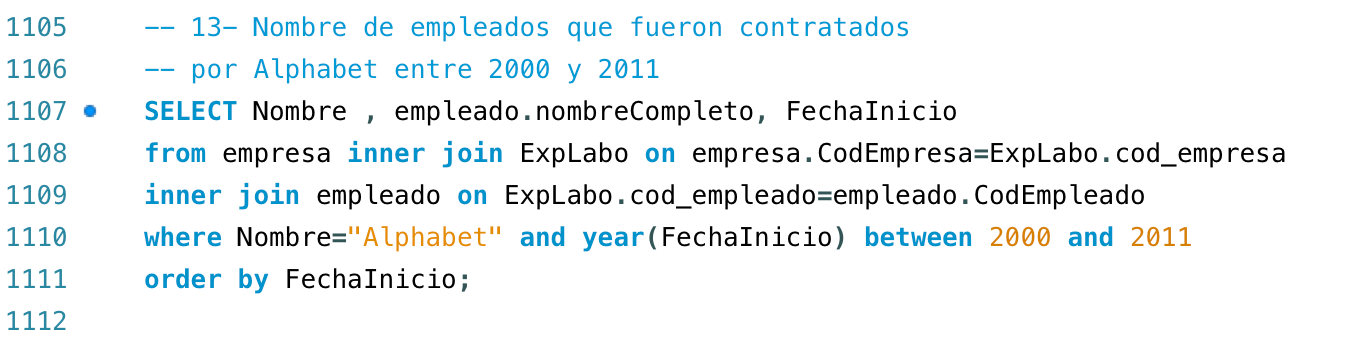 1105 -- 13- Nombre de empleados que fueron contratados
1106 -- por Alphabet entre 2000 y 2011
1107 SELECT Nombre , empleado.nombreCompleto, FechaInicio
1108 from empresa inner join ExpLabo on empresa.CodEmpresa=ExpLabo.cod_empresa
1109 inner join empleado on ExpLabo.cod_empleado=empleado.CodEmpleado
1110 where Nombre="Alphabet" and year(FechaInicio) between 2000 and 2011
1111 order by FechaInicio;
1112